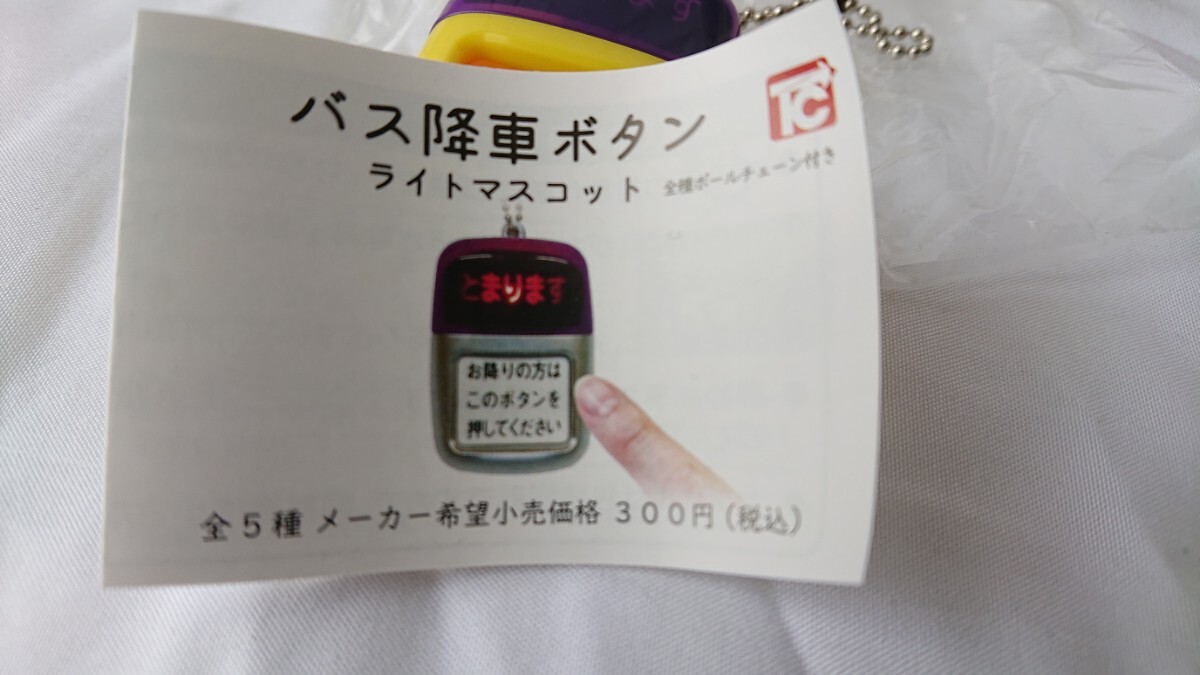 バス降車ボタン
TC
ライトマスコット 全種ボールチェーン付き
とまります
お降りの方は
このボタンを
押してください
全5種 メーカー希望小売価格 300円(税込)